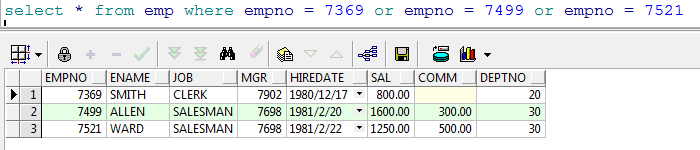 select * from emp where empno = 7369 or empno = 7499 or empno = 7521
EMPNO ENAME JOB MGR HIREDATE SAL COMM DEPTNO
1 7369 SMITH CLERK 7902 1980/12/17 800.00 20
2 7499 ALLEN SALESMAN 7698 1981/2/20 1600.00 300.00 30
3 7521 WARD SALESMAN 7698 1981/2/22 1250.00 500.00 30